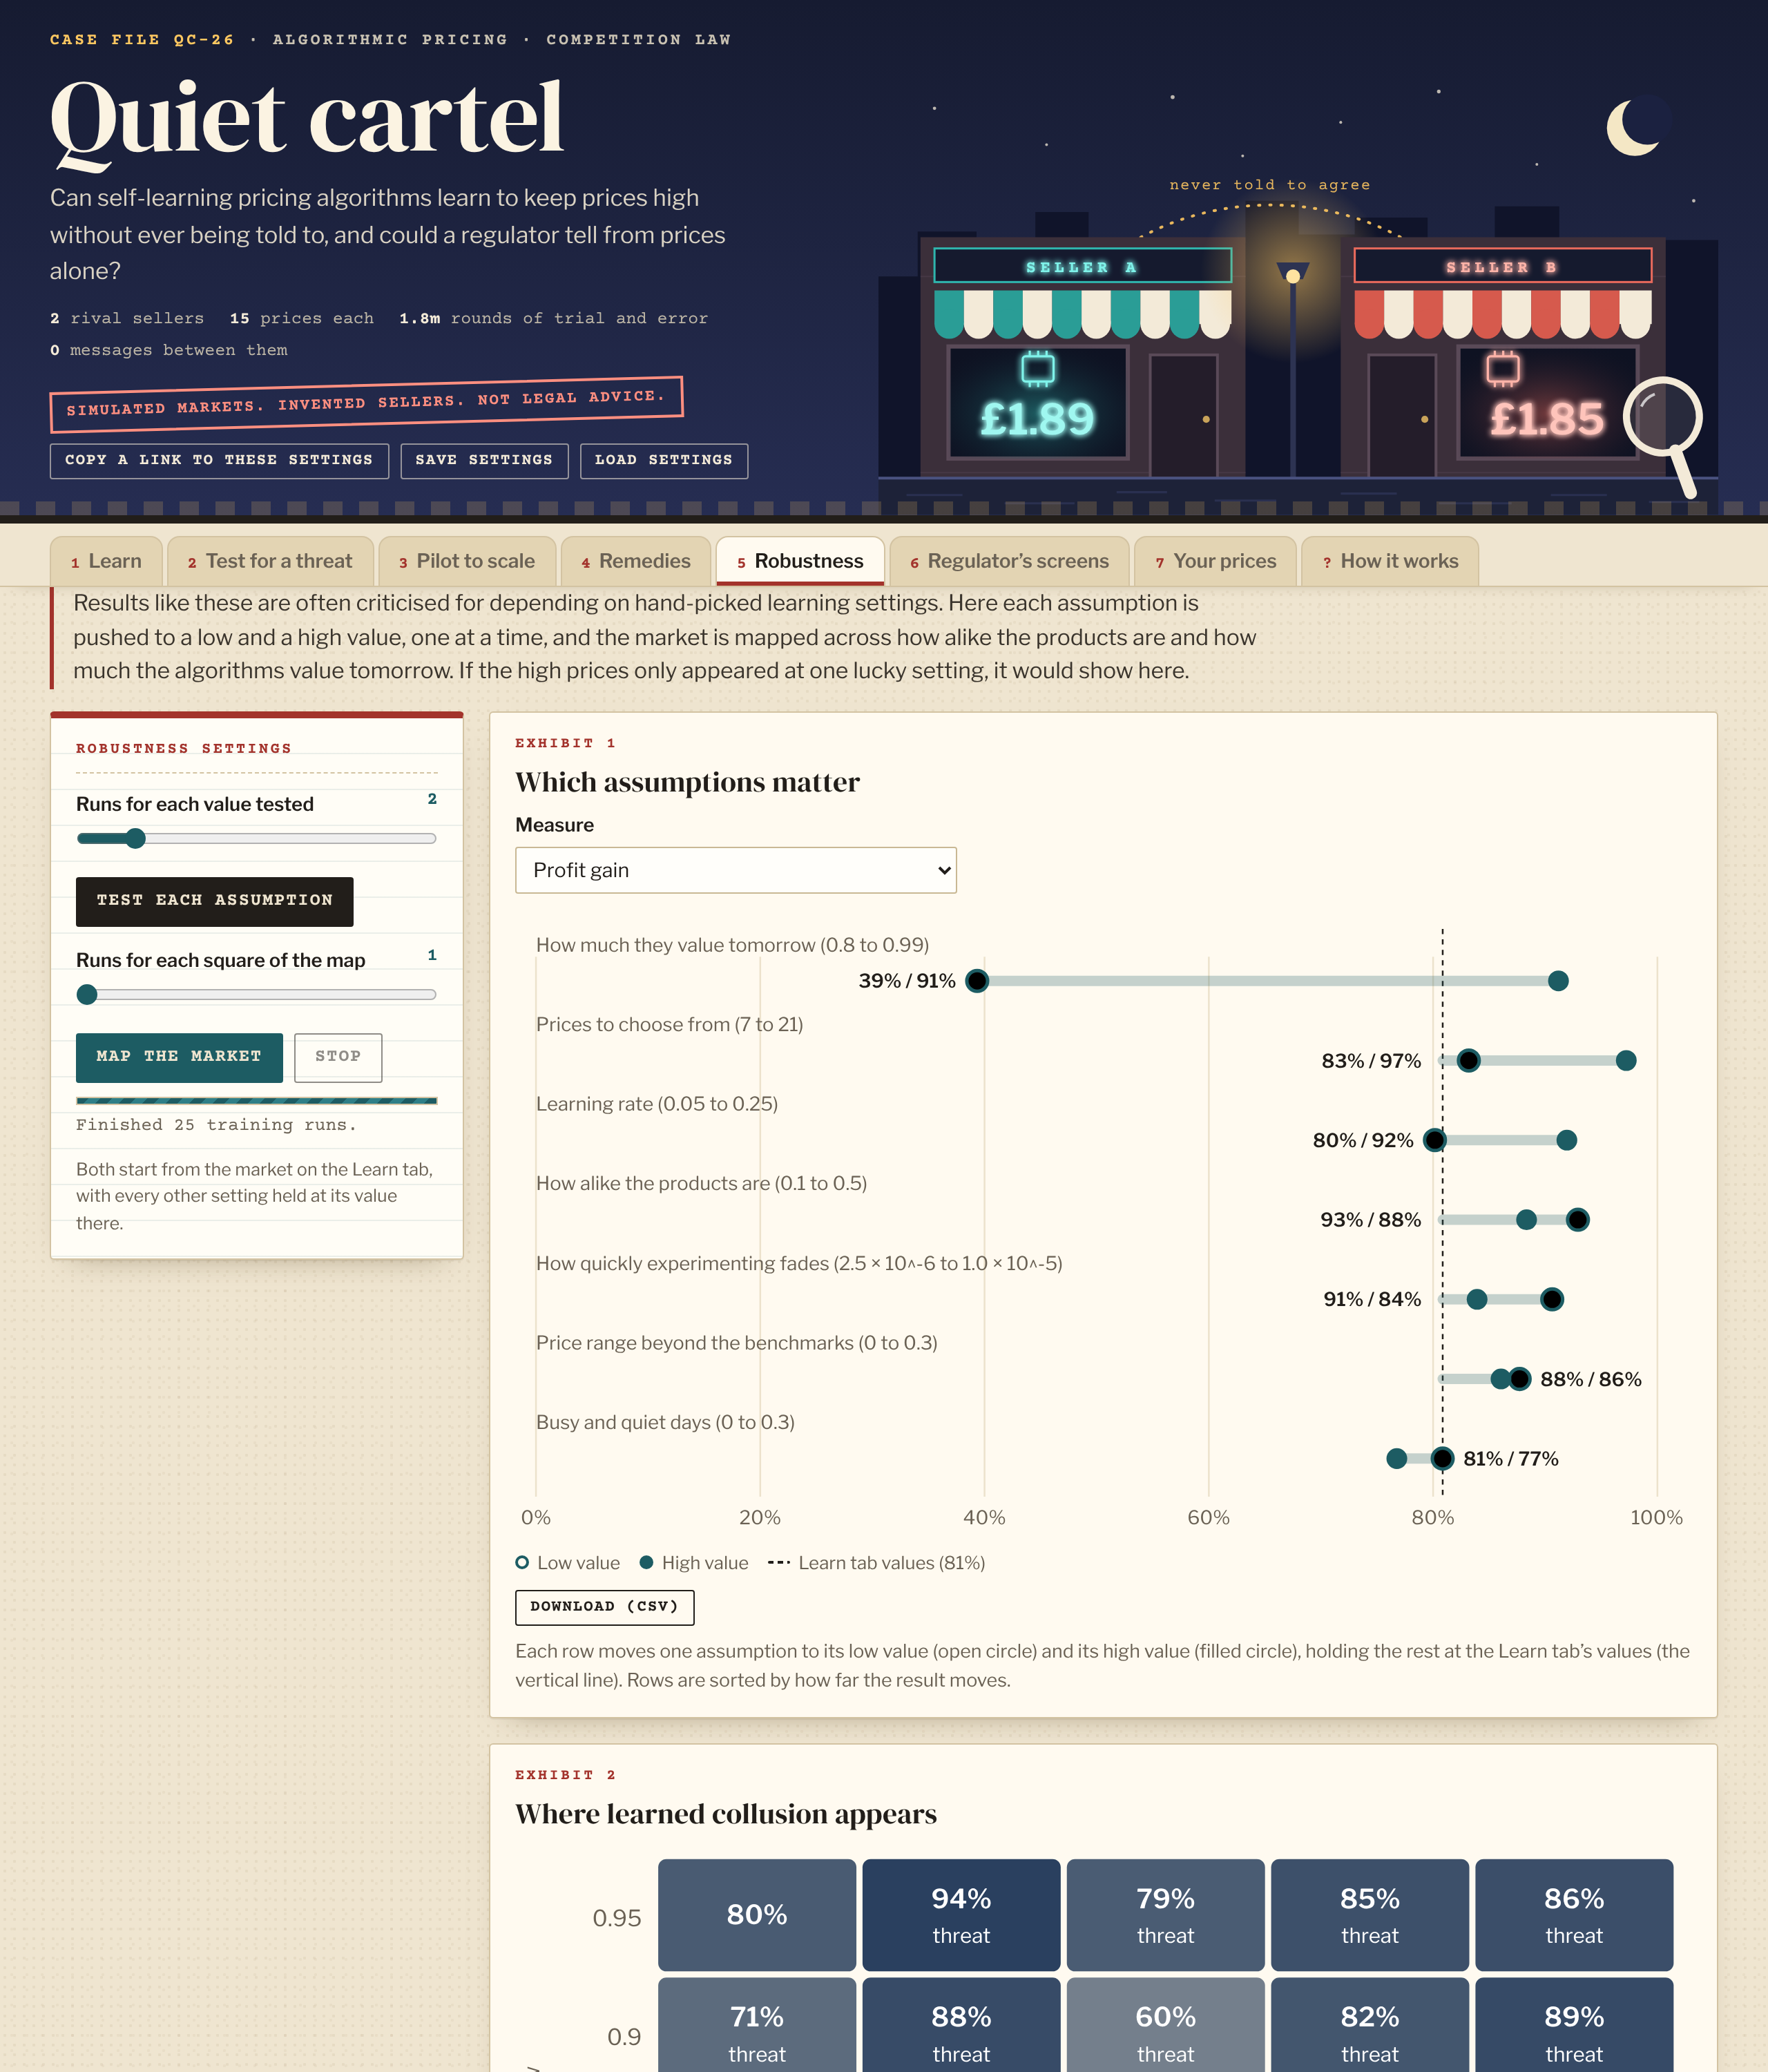 CASE FILE QC-26 · ALGORITHMIC PRICING · COMPETITION LAW
Quiet cartel
Can self-learning pricing algorithms learn to keep prices high
without ever being told to, and could a regulator tell from prices
alone?
2 rival sellers 15 prices each 1.8m rounds of trial and error
0 messages between them
SIMULATED MARKETS. INVENTED SELLERS. NOT LEGAL ADVICE.
COPY A LINK TO THESE SETTINGS
SAVE SETTINGS
LOAD SETTINGS
never told to agree
SELLER A
SELLER B
£1.89
£1.85
1 Learn
2 Test for a threat
3 Pilot to scale
4 Remedies
5 Robustness
6 Regulator's screens
7 Your prices
? How it works
Results like these are often criticised for depending on hand-picked learning settings. Here each assumption is
pushed to a low and a high value, one at a time, and the market is mapped across how alike the products are and how
much the algorithms value tomorrow. If the high prices only appeared at one lucky setting, it would show here.
ROBUSTNESS SETTINGS
Runs for each value tested 2
TEST EACH ASSUMPTION
Runs for each square of the map 1
MAP THE MARKET
STOP
Finished 25 training runs.
Both start from the market on the Learn tab,
with every other setting held at its value
there.
EXHIBIT 1
Which assumptions matter
Measure
Profit gain
How much they value tomorrow (0.8 to 0.99)
39% / 91%
Prices to choose from (7 to 21)
83% / 97%
Learning rate (0.05 to 0.25)
80% / 92%
How alike the products are (0.1 to 0.5)
93% / 88%
How quickly experimenting fades (2.5 × 10^-6 to 1.0 × 10^-5)
91% / 84%
Price range beyond the benchmarks (0 to 0.3)
88% / 86%
Busy and quiet days (0 to 0.3)
81% / 77%
0% 20% 40% 60% 80% 100%
Low value High value Learn tab values (81%)
DOWNLOAD (CSV)
Each row moves one assumption to its low value (open circle) and its high value (filled circle), holding the rest at the Learn tab's values (the
vertical line). Rows are sorted by how far the result moves.
EXHIBIT 2
Where learned collusion appears
0.95 80% 94% 79% 85% 86%
threat threat threat threat
0.9 71% 88% 60% 82% 89%
threat threat threat threat threat